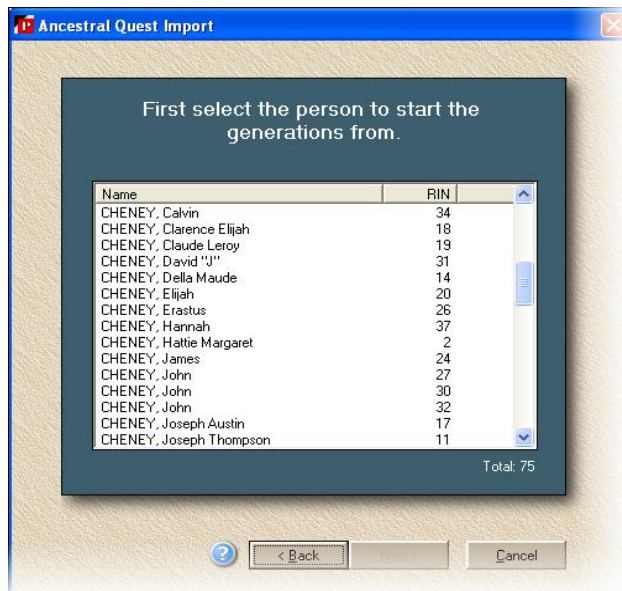 Ancestral Quest Import
First select the person to start the
generations from.
Name RIN
CHENEY, Calvin 34
CHENEY, Clarence Elijah 18
CHENEY, Claude Leroy 19
CHENEY, David "J" 31
CHENEY, Della Maude 14
CHENEY, Elijah 20
CHENEY, Erastus 26
CHENEY, Hannah 37
CHENEY, Hattie Margaret 2
CHENEY, James 24
CHENEY, John 27
CHENEY, John 30
CHENEY, John 32
CHENEY, Joseph Austin 17
CHENEY, Joseph Thompson 11
Total: 75
? < Back Cancel